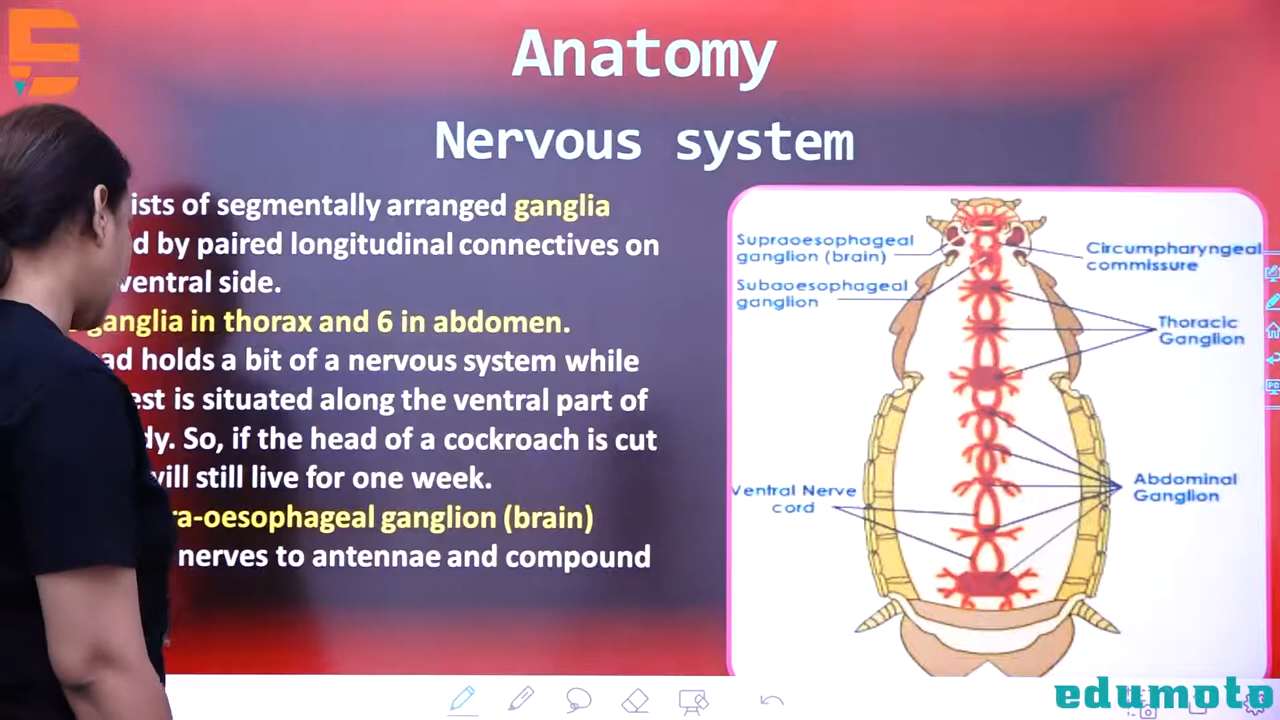 Anatomy
Nervous system
ists of segmentally arranged ganglia
d by paired longitudinal connectives on
ventral side.
ganglia in thorax and 6 in abdomen.
ad holds a bit of a nervous system while
est is situated along the ventral part of
dy. So, if the head of a cockroach is cut
will still live for one week.
ra-oesophageal ganglion (brain)
nerves to antennae and compound
Supraoesophageal
ganglion (brain)
Subaoesophageal
ganglion
Circumpharyngeal
commissure
Thoracic
Ganglion
Ventral Nerve
cord
Abdominal
Ganglion
edumoto